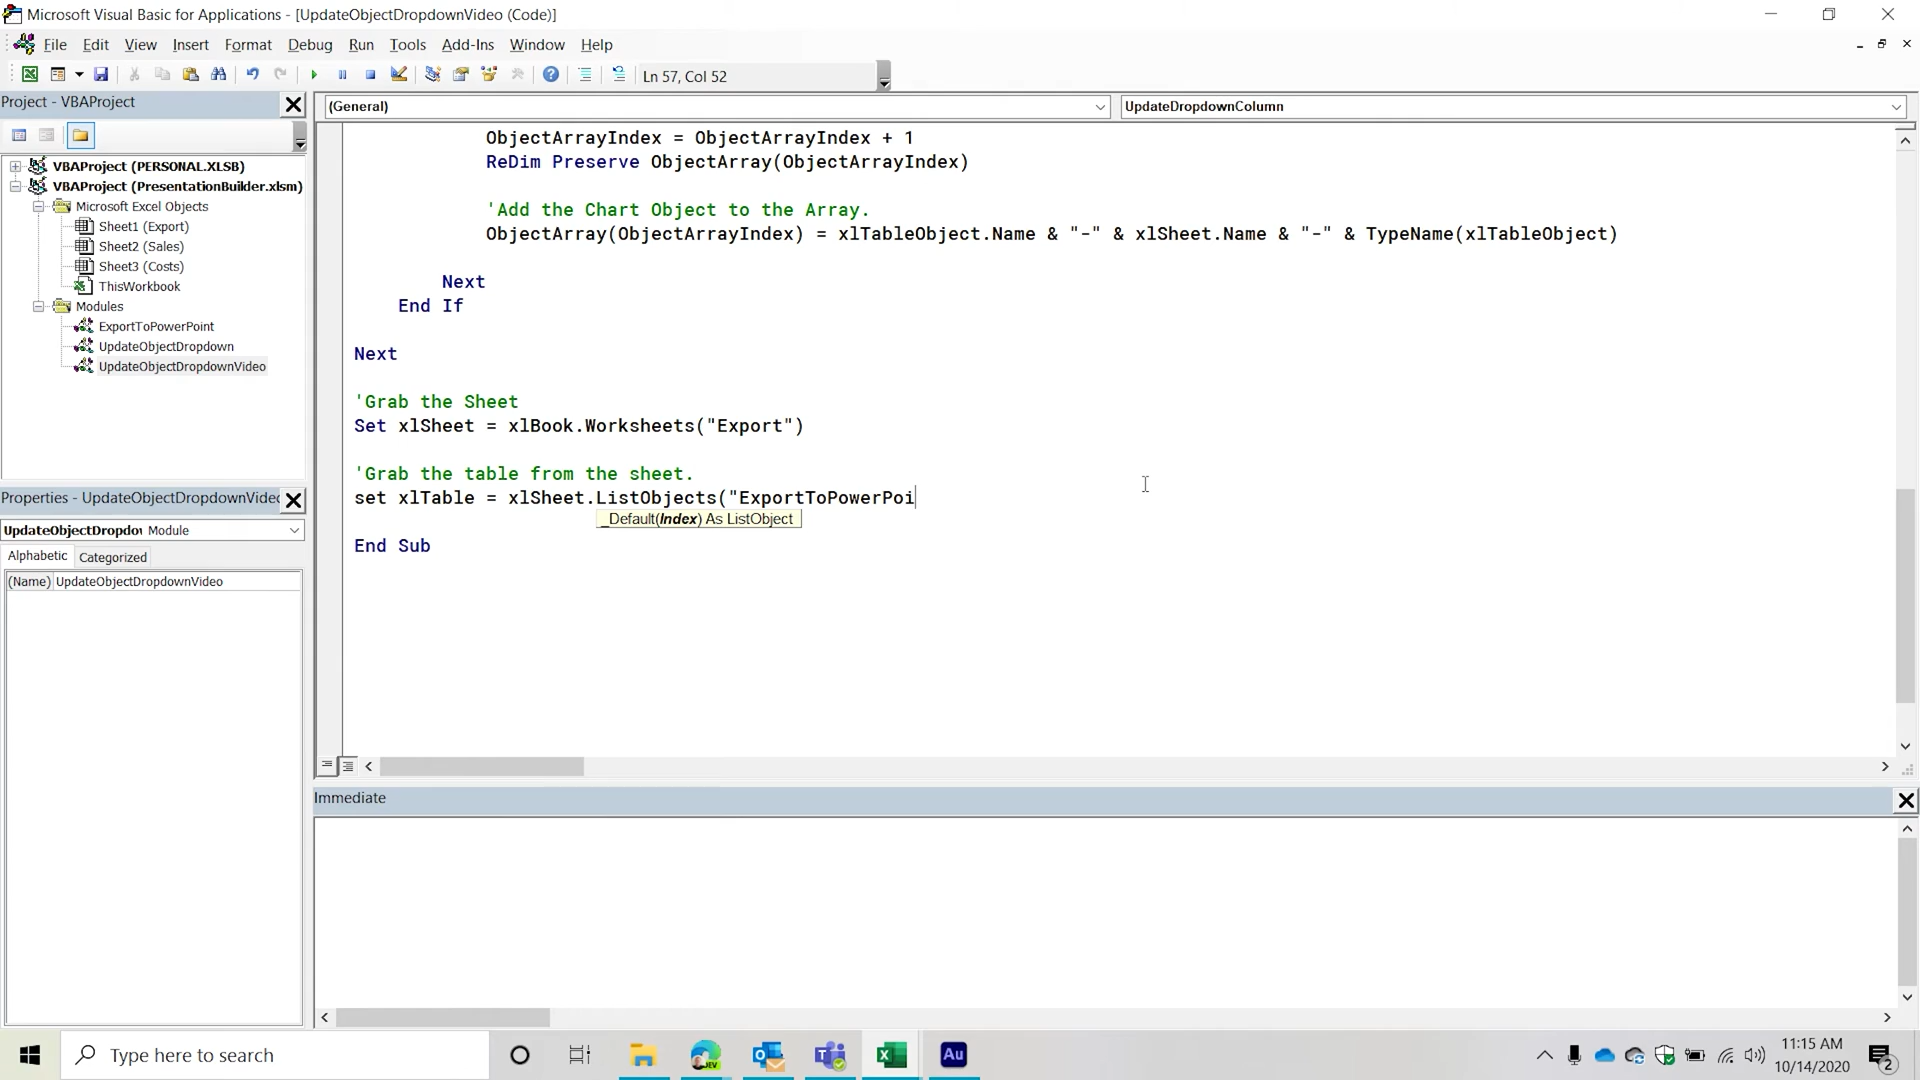 Microsoft Visual Basic for Applications - [UpdateObjectDropdownVideo (Code)]
File Edit View Insert Format Debug Run Tools Add-Ins Window Help
Ln 57, Col 52
Project - VBAProject
(General)
UpdateDropdownColumn
VBAProject (PERSONAL.XLSB)
VBAProject (PresentationBuilder.xlsm)
Microsoft Excel Objects
Sheet1 (Export)
Sheet2 (Sales)
Sheet3 (Costs)
ThisWorkbook
Modules
ExportToPowerPoint
UpdateObjectDropdown
UpdateObjectDropdownVideo
Properties - UpdateObjectDropdownVideo
UpdateObjectDropdov Module
Alphabetic Categorized
(Name) UpdateObjectDropdownVideo
ObjectArrayIndex = ObjectArrayIndex + 1
ReDim Preserve ObjectArray(ObjectArrayIndex)
'Add the Chart Object to the Array.
ObjectArray(ObjectArrayIndex) = xlTableObject.Name & "-" & xlSheet.Name & "-" & TypeName(xlTableObject)
Next
End If
Next
'Grab the Sheet
Set xlSheet = xlBook.Worksheets("Export")
'Grab the table from the sheet.
set xlTable = xlSheet.ListObjects("ExportToPowerPoi
_Default(Index) As ListObject
End Sub
Immediate
Type here to search
DEV
Au
11:15 AM
10/14/2020
2